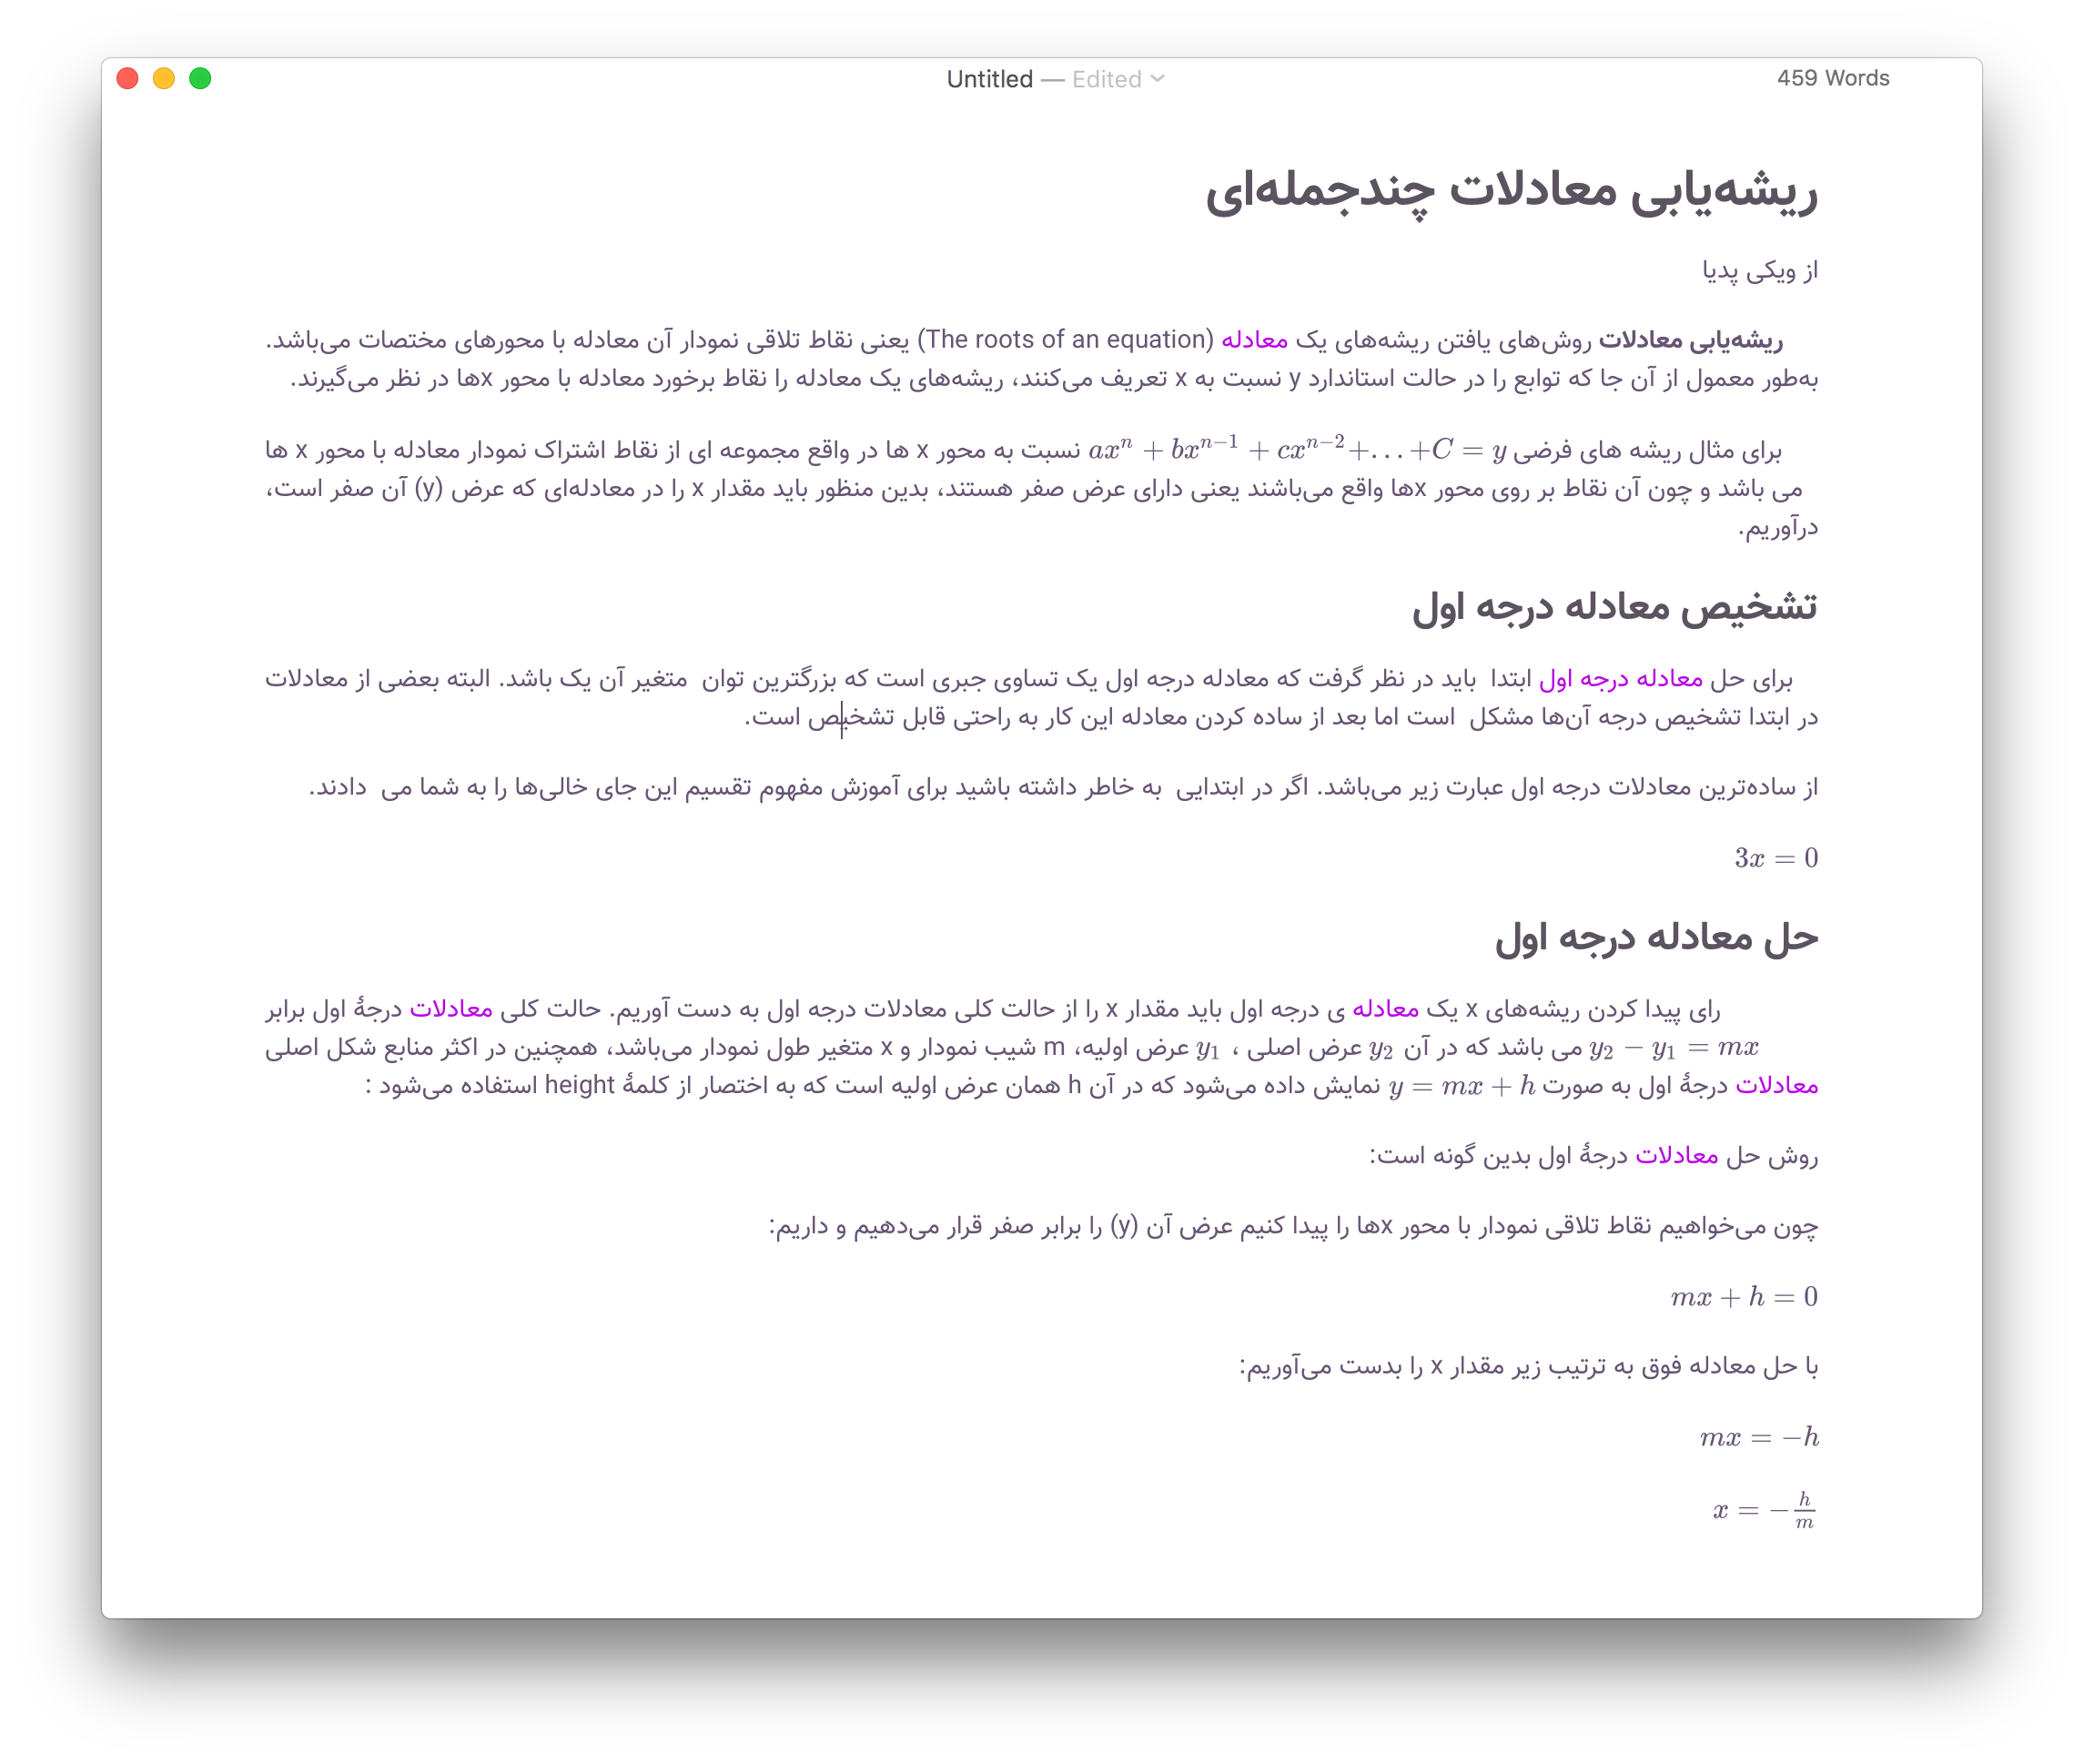 Untitled — Edited
459 Words
ریشه‌یابی معادلات چندجمله‌ای
از ویکی پدیا
ریشه‌یابی معادلات روش‌های یافتن ریشه‌های یک معادله (The roots of an equation) یعنی نقاط تلاقی نمودار آن معادله با محورهای مختصات می‌باشد.
به‌طور معمول از آن جا که توابع را در حالت استاندارد y نسبت به x تعریف می‌کنند، ریشه‌های یک معادله را نقاط برخورد معادله با محور xها در نظر می‌گیرند.
برای مثال ریشه های فرضی $ax^n + bx^{n-1} + cx^{n-2} + \ldots + C = y$ نسبت به محور x ها در واقع مجموعه ای از نقاط اشتراک نمودار معادله با محور x ها
می باشد و چون آن نقاط بر روی محور xها واقع می‌باشند یعنی دارای عرض صفر هستند، بدین منظور باید مقدار x را در معادله‌ای که عرض (y) آن صفر است،
درآوریم.
تشخیص معادله درجه اول
برای حل معادله درجه اول ابتدا باید در نظر گرفت که معادله درجه اول یک تساوی جبری است که بزرگترین توان متغیر آن یک باشد. البته بعضی از معادلات
در ابتدا تشخیص درجه آن‌ها مشکل است اما بعد از ساده کردن معادله این کار به راحتی قابل تشخیص است.
از ساده‌ترین معادلات درجه اول عبارت زیر می‌باشد. اگر در ابتدایی به خاطر داشته باشید برای آموزش مفهوم تقسیم این جای خالی‌ها را به شما می دادند.
$3x = 0$
حل معادله درجه اول
رای پیدا کردن ریشه‌های x یک معادله ی درجه اول باید مقدار x را از حالت کلی معادلات درجه اول به دست آوریم. حالت کلی معادلات درجهٔ اول برابر
$y_2 - y_1 = mx$ می باشد که در آن $y_2$ عرض اصلی ، $y_1$ عرض اولیه، m شیب نمودار و x متغیر طول نمودار می‌باشد، همچنین در اکثر منابع شکل اصلی
معادلات درجهٔ اول به صورت $y = mx + h$ نمایش داده می‌شود که در آن h همان عرض اولیه است که به اختصار از کلمهٔ height استفاده می‌شود :
روش حل معادلات درجهٔ اول بدین گونه است:
چون می‌خواهیم نقاط تلاقی نمودار با محور xها را پیدا کنیم عرض آن (y) را برابر صفر قرار می‌دهیم و داریم:
$mx + h = 0$
با حل معادله فوق به ترتیب زیر مقدار x را بدست می‌آوریم:
$mx = -h$
$x = -\frac{h}{m}$